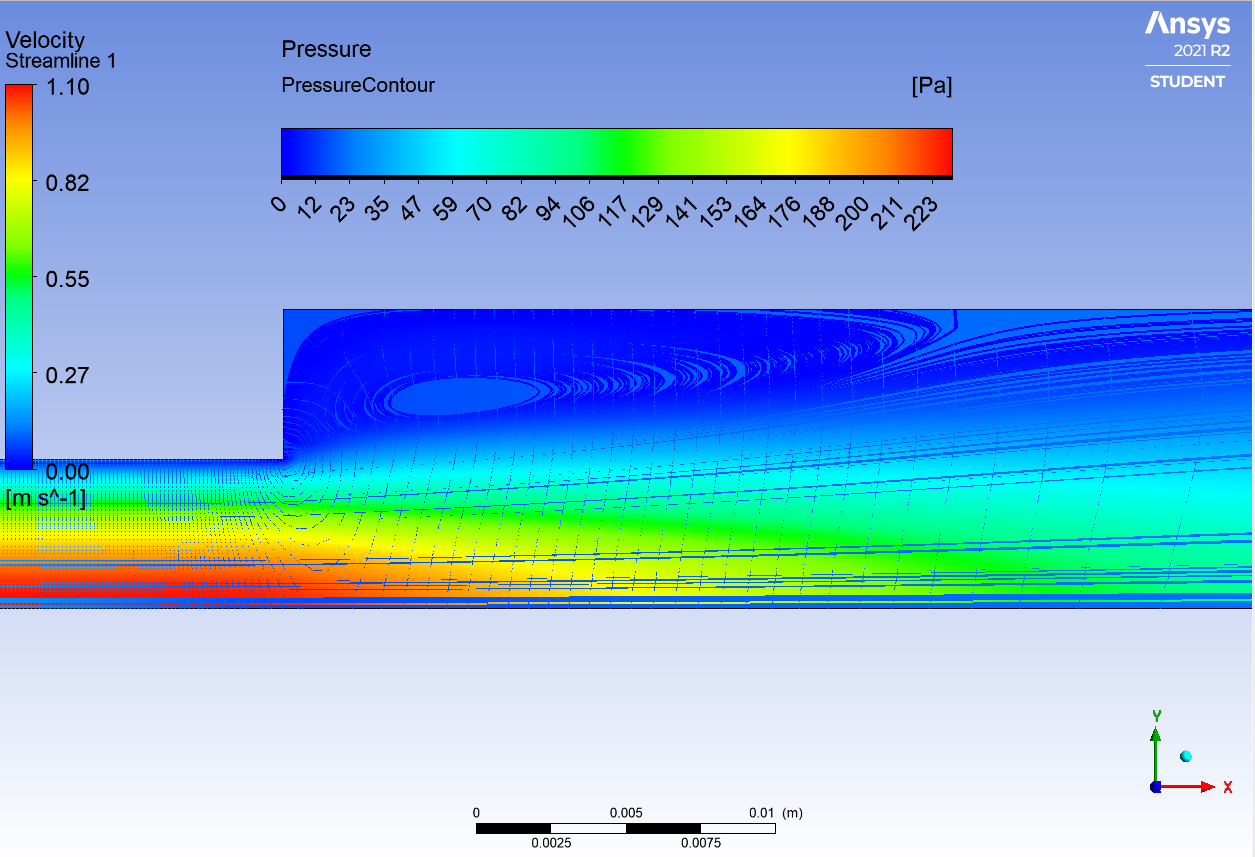 Velocity
Streamline 1
1.10
0.82
0.55
0.27
0.00
[m s^-1]
Pressure
PressureContour
[Pa]
0 12 23 35 47 59 70 82 94 106 117 129 141 153 164 176 188 200 211 223
Ansys
2021 R2
STUDENT
Y
X
0 0.005 0.01 (m)
0.0025 0.0075